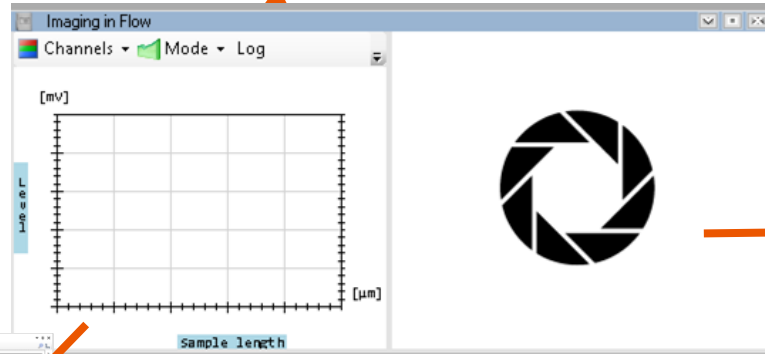 Imaging in Flow
Channels Mode Log
[mV]
Level
[µm]
Sample length